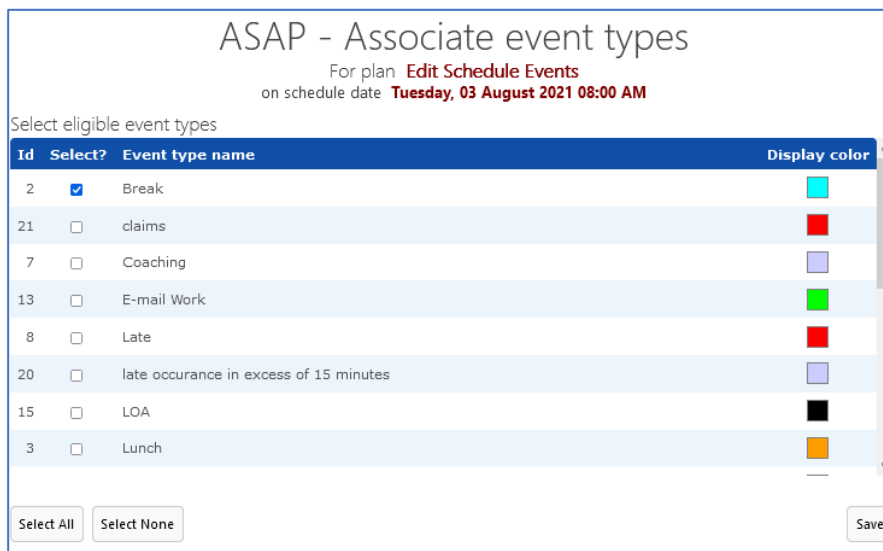 ASAP - Associate event types
For plan Edit Schedule Events
on schedule date Tuesday, 03 August 2021 08:00 AM
Select eligible event types
Id Select? Event type name Display color
2 Break
21 claims
7 Coaching
13 E-mail Work
8 Late
20 late occurance in excess of 15 minutes
15 LOA
3 Lunch
Select All Select None Save